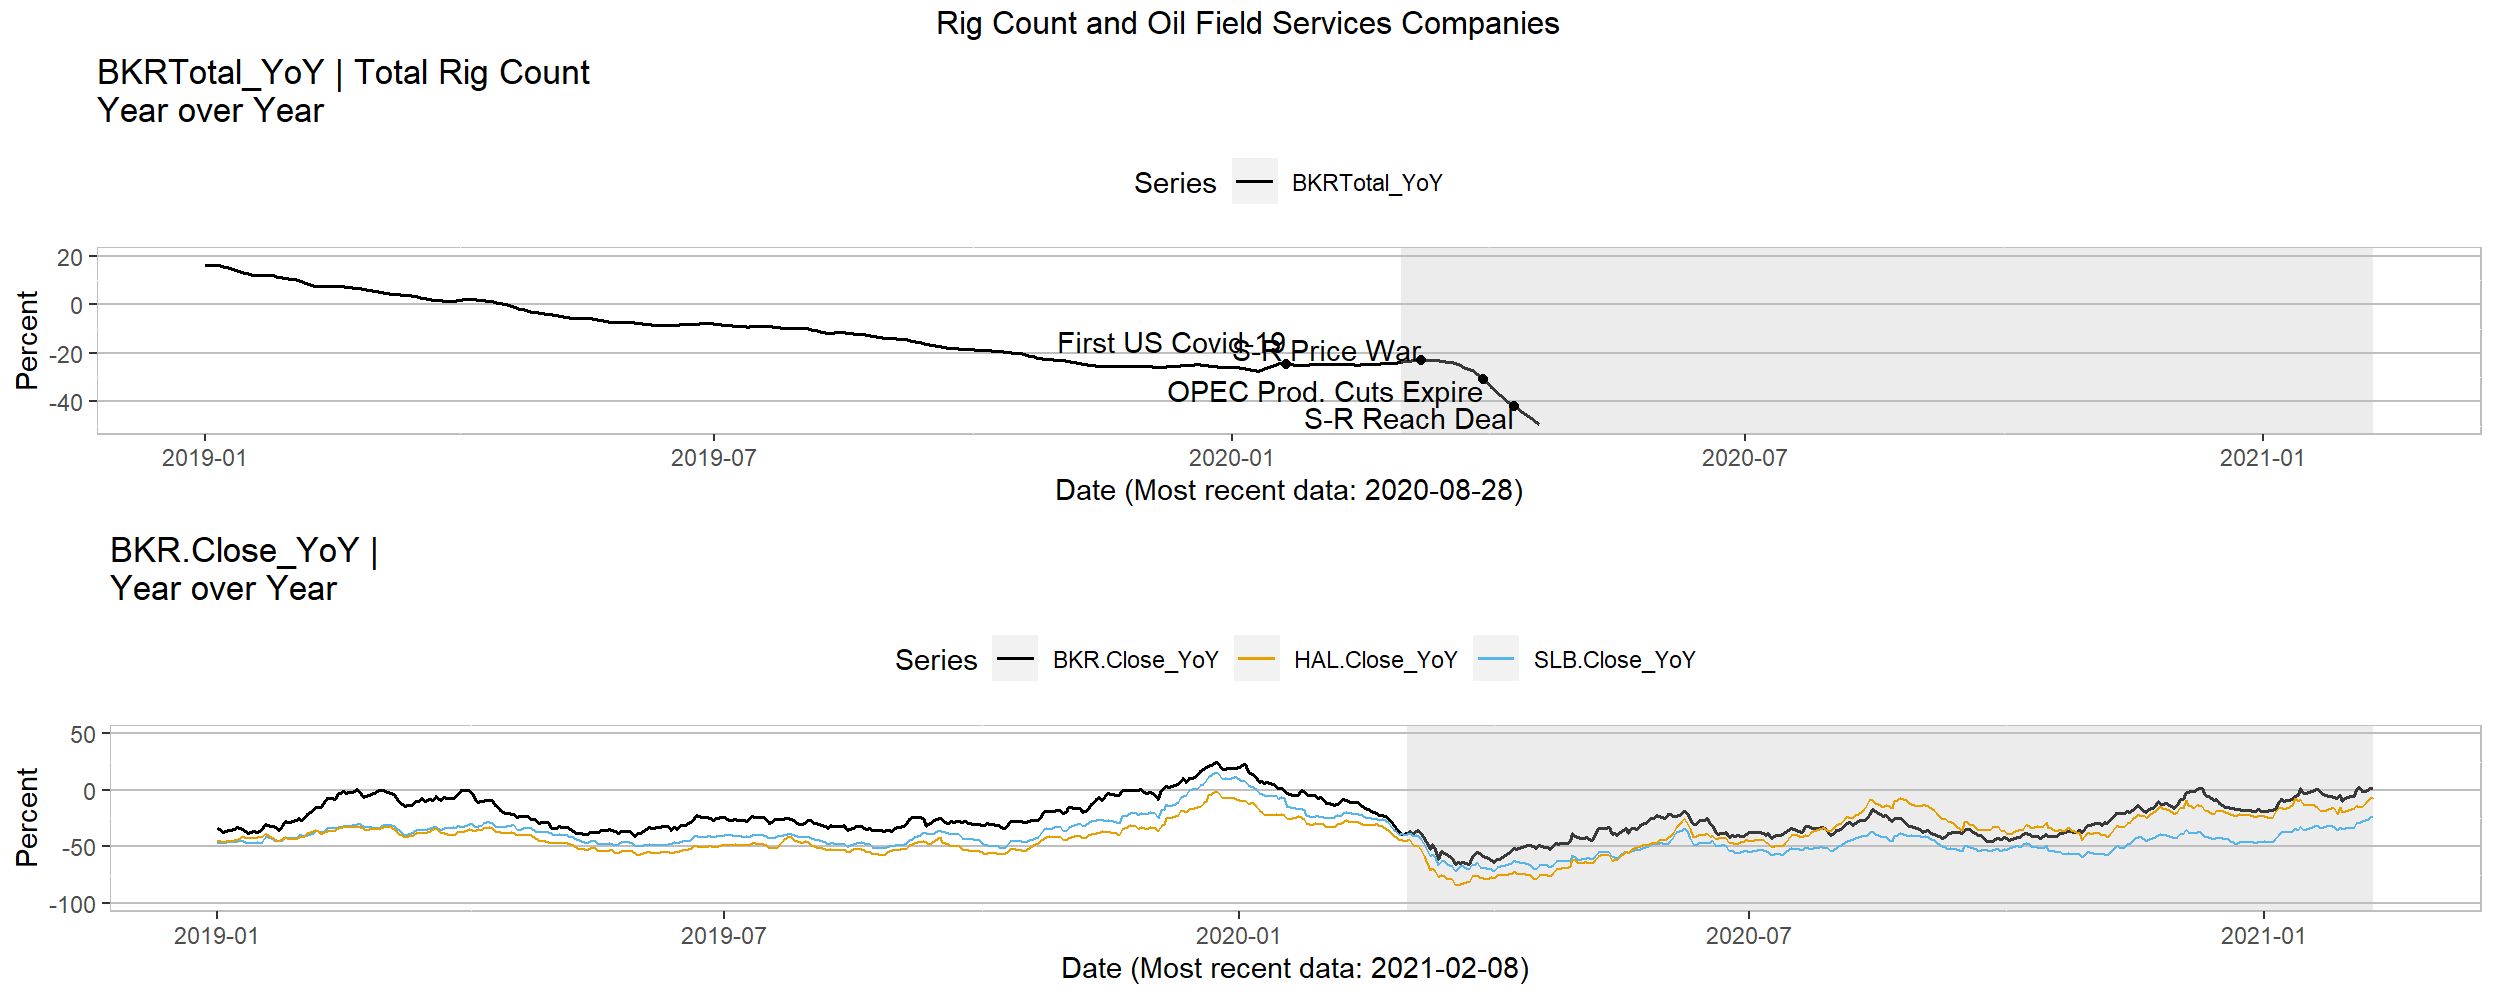 Rig Count and Oil Field Services Companies
BKRTotal_YoY | Total Rig Count
Year over Year
Series BKRTotal_YoY
Percent
20
0
-20
-40
First US Covid-19
S-R Price War
OPEC Prod. Cuts Expire
S-R Reach Deal
2019-01 2019-07 2020-01 2020-07 2021-01
Date (Most recent data: 2020-08-28)
BKR.Close_YoY |
Year over Year
Series BKR.Close_YoY HAL.Close_YoY SLB.Close_YoY
Percent
50
0
-50
-100
2019-01 2019-07 2020-01 2020-07 2021-01
Date (Most recent data: 2021-02-08)